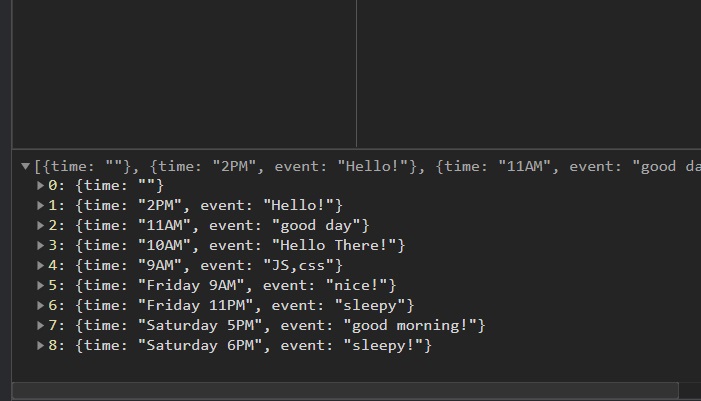 [{time: ""}, {time: "2PM", event: "Hello!"}, {time: "11AM", event: "good da
0: {time: ""}
1: {time: "2PM", event: "Hello!"}
2: {time: "11AM", event: "good day"}
3: {time: "10AM", event: "Hello There!"}
4: {time: "9AM", event: "JS,css"}
5: {time: "Friday 9AM", event: "nice!"}
6: {time: "Friday 11PM", event: "sleepy"}
7: {time: "Saturday 5PM", event: "good morning!"}
8: {time: "Saturday 6PM", event: "sleepy!"}